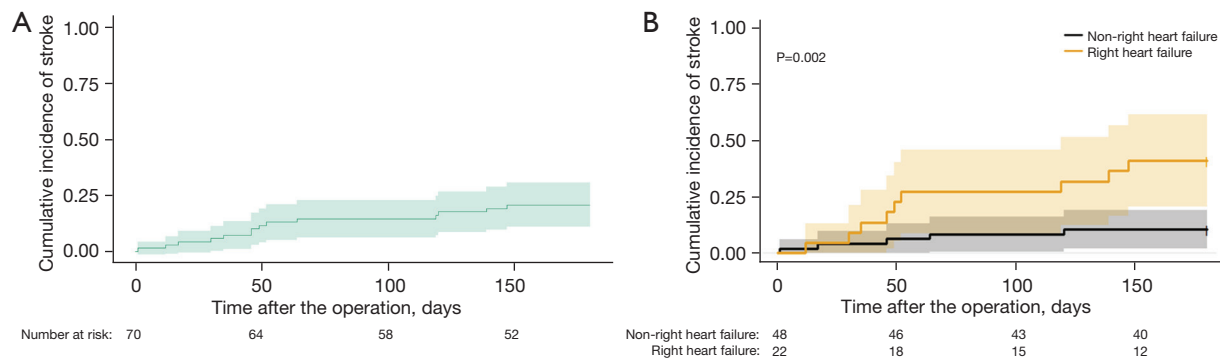 A
Cumulative incidence of stroke
1.00
0.75
0.50
0.25
0.00
0 50 100 150
Time after the operation, days
Number at risk: 70 64 58 52
B
Cumulative incidence of stroke
1.00
0.75
0.50
0.25
0.00
P=0.002
Non-right heart failure
Right heart failure
0 50 100 150
Time after the operation, days
Non-right heart failure: 48 46 43 40
Right heart failure: 22 18 15 12